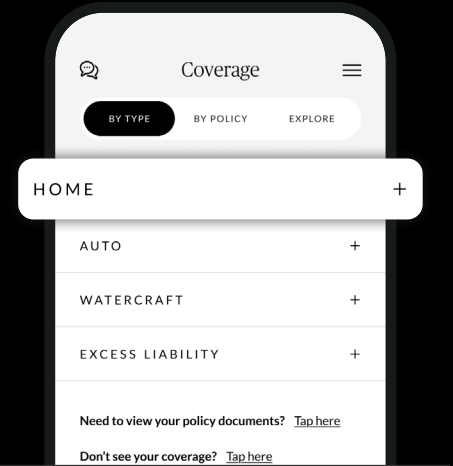 Coverage
BY TYPE BY POLICY EXPLORE
HOME
AUTO
WATERCRAFT
EXCESS LIABILITY
Need to view your policy documents? Tap here
Don't see your coverage? Tap here